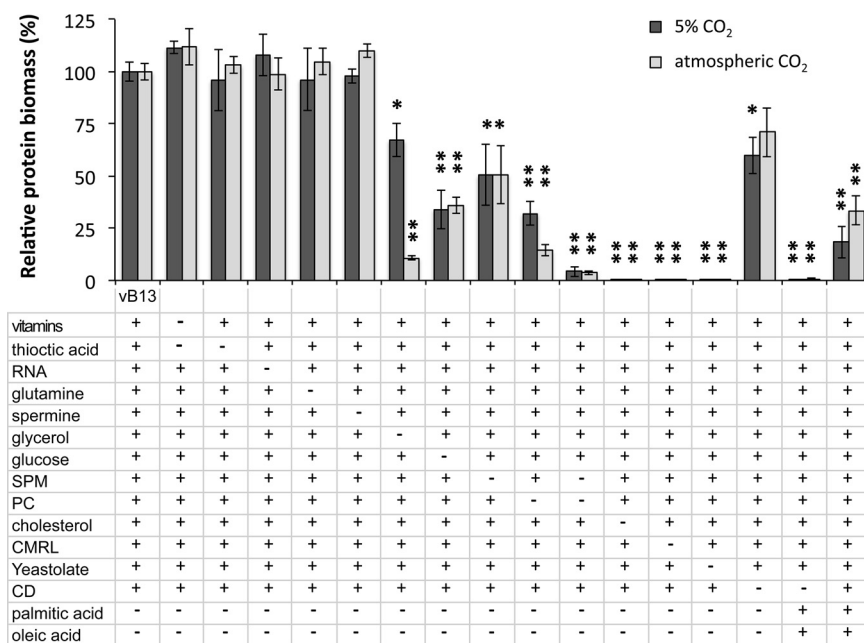 Relative protein biomass (%)
125
100
75
50
25
0
5% CO2
atmospheric CO2
*
**
** **
* *
** **
** **
** **
** **
** **
*
** **
** **
vB13
vitamins + - + + + + + + + + + + + + + + +
thioctic acid + - - + + + + + + + + + + + + + +
RNA + + + - + + + + + + + + + + + + +
glutamine + + + + - + + + + + + + + + + + +
spermine + + + + + - + + + + + + + + + + +
glycerol + + + + + + - + + + + + + + + + +
glucose + + + + + + + - + + + + + + + + +
SPM + + + + + + + + - + - + + + + + +
PC + + + + + + + + + - - + + + + + +
cholesterol + + + + + + + + + + + - + + + + +
CMRL + + + + + + + + + + + + - + + + +
Yeastolate + + + + + + + + + + + + + - + + +
CD + + + + + + + + + + + + + + - - +
palmitic acid - - - - - - - - - - - - - - - + +
oleic acid - - - - - - - - - - - - - - - + +